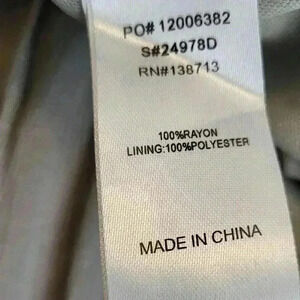 PO# 12006382
S#24978D
RN#138713
100%RAYON
LINING:100%POLYESTER
MADE IN CHINA